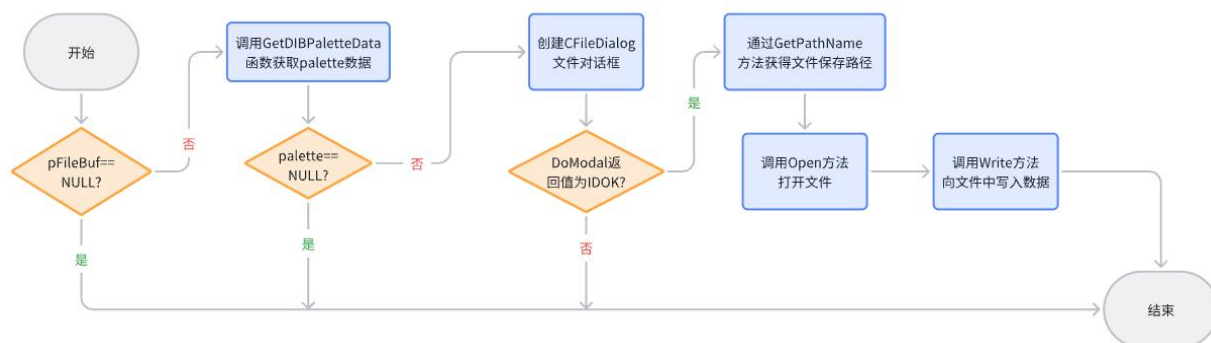 开始
pFileBuf==
NULL?
是
否
调用GetDIBPaletteData
函数获取palette数据
palette==
NULL?
是
否
创建CFileDialog
文件对话框
DoModal返
回值为IDOK?
否
是
通过GetPathName
方法获得文件保存路径
调用Open方法
打开文件
调用Write方法
向文件中写入数据
结束